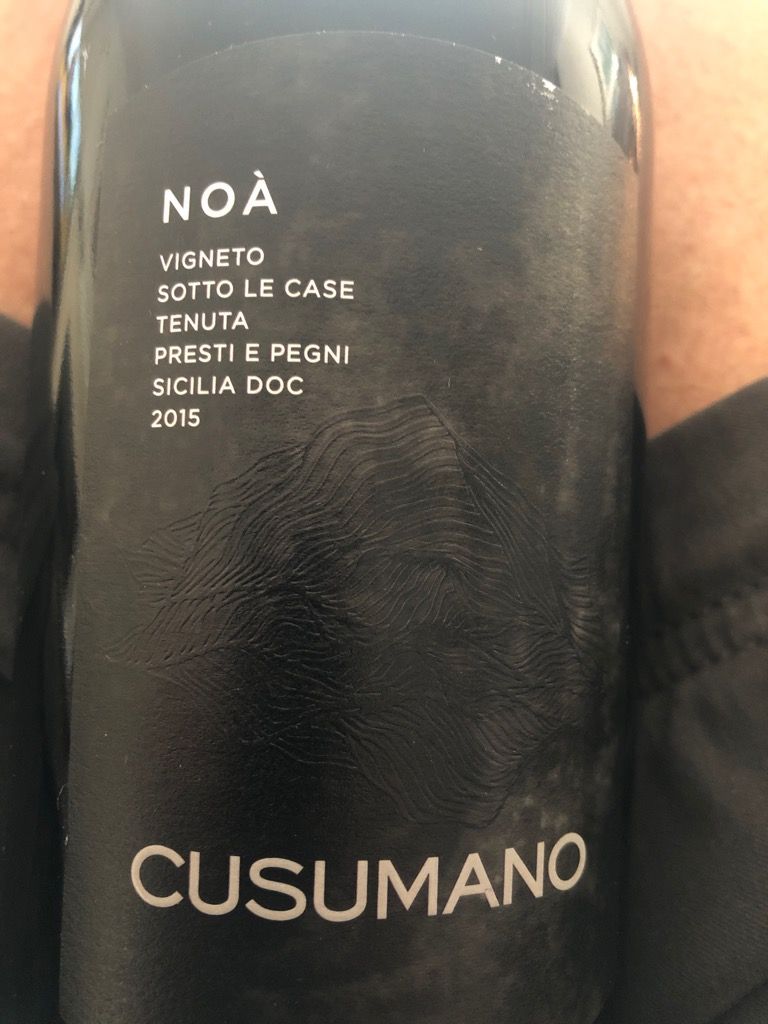 NOÀ
VIGNETO
SOTTO LE CASE
TENUTA
PRESTI E PEGNI
SICILIA DOC
2015
CUSUMANO